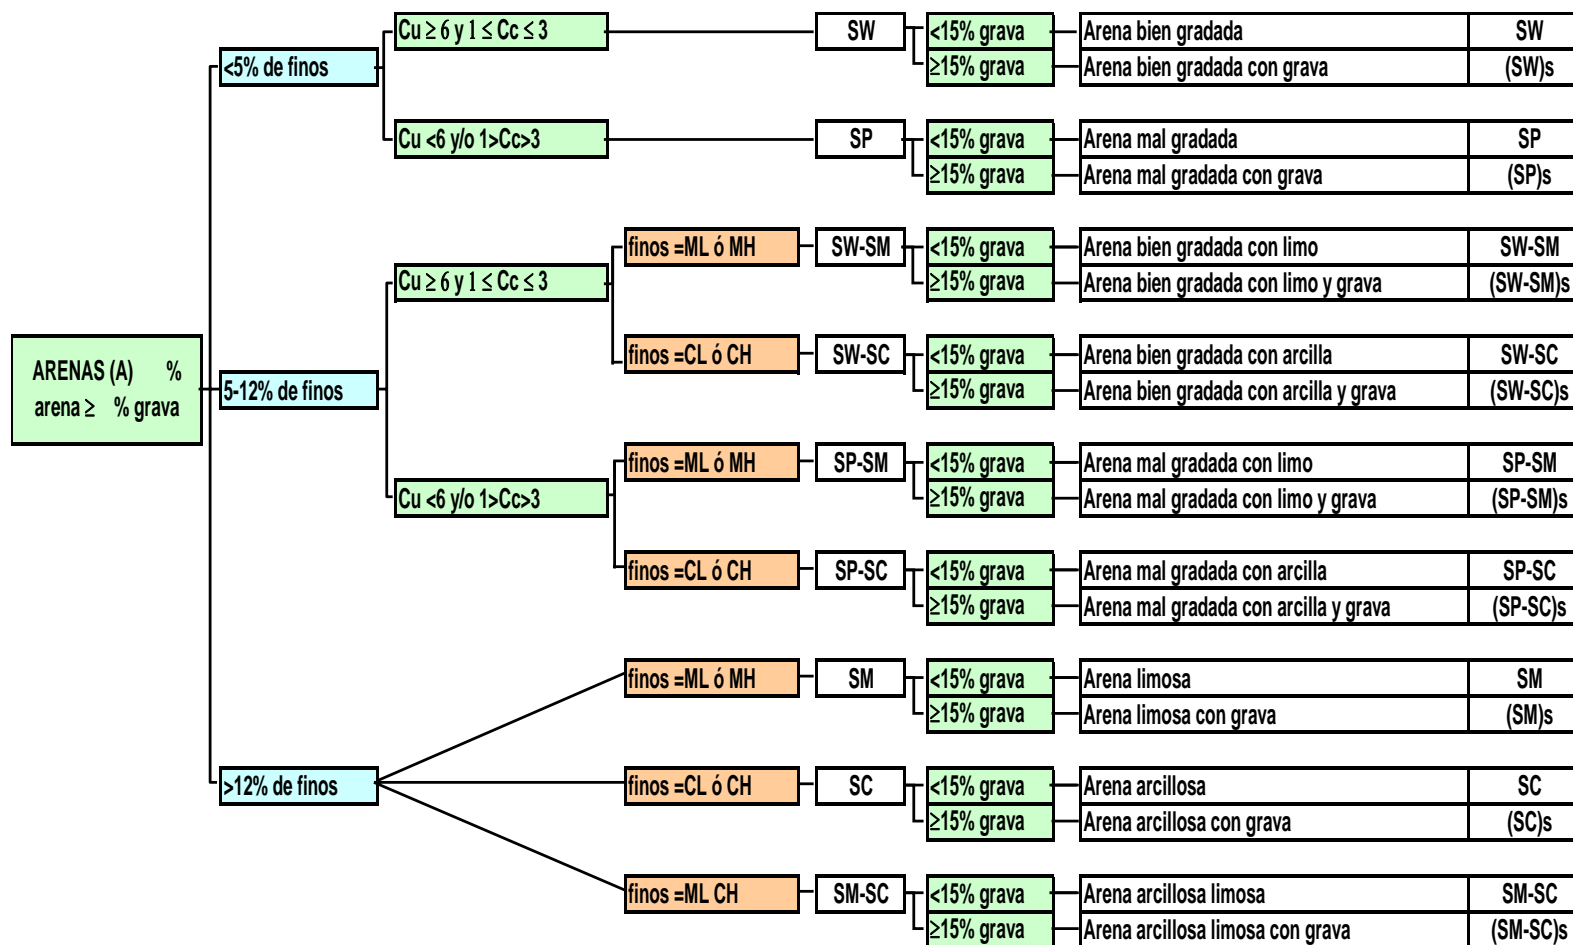 Cu ≥ 6 y 1 ≤ Cc ≤ 3 SW <15% grava Arena bien gradada SW
<5% de finos ≥15% grava Arena bien gradada con grava (SW)s
Cu <6 y/o 1>Cc>3 SP <15% grava Arena mal gradada SP
≥15% grava Arena mal gradada con grava (SP)s
finos =ML ó MH SW-SM <15% grava Arena bien gradada con limo SW-SM
Cu ≥ 6 y 1 ≤ Cc ≤ 3 ≥15% grava Arena bien gradada con limo y grava (SW-SM)s
finos =CL ó CH SW-SC <15% grava Arena bien gradada con arcilla SW-SC
ARENAS (A) %
arena ≥ % grava
5-12% de finos ≥15% grava Arena bien gradada con arcilla y grava (SW-SC)s
finos =ML ó MH SP-SM <15% grava Arena mal gradada con limo SP-SM
Cu <6 y/o 1>Cc>3 ≥15% grava Arena mal gradada con limo y grava (SP-SM)s
finos =CL ó CH SP-SC <15% grava Arena mal gradada con arcilla SP-SC
≥15% grava Arena mal gradada con arcilla y grava (SP-SC)s
finos =ML ó MH SM <15% grava Arena limosa SM
≥15% grava Arena limosa con grava (SM)s
>12% de finos finos =CL ó CH SC <15% grava Arena arcillosa SC
≥15% grava Arena arcillosa con grava (SC)s
finos =ML CH SM-SC <15% grava Arena arcillosa limosa SM-SC
≥15% grava Arena arcillosa limosa con grava (SM-SC)s